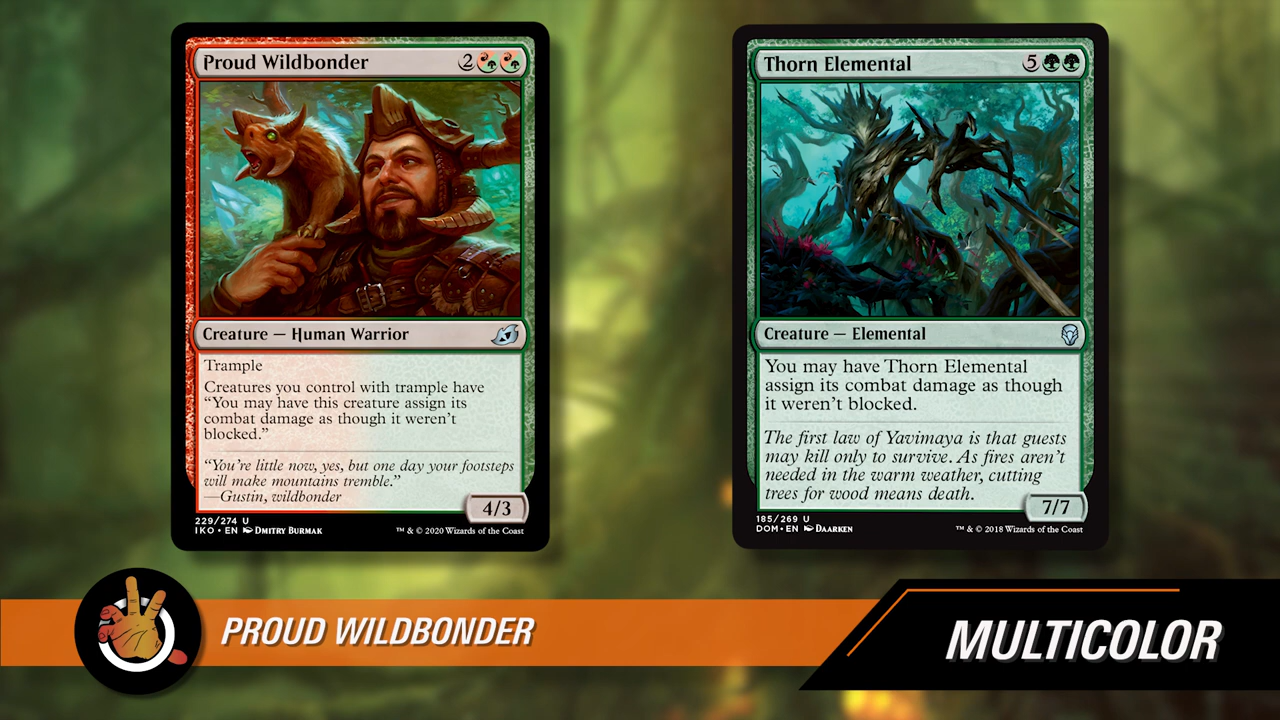 Proud Wildbonder 2
Creature — Human Warrior
Trample
Creatures you control with trample have
“You may have this creature assign its
combat damage as though it weren’t
blocked.”
“You’re little now, yes, but one day your footsteps
will make mountains tremble.”
—Gustin, wildbonder
4/3
229/274 U
IKO • EN Dmitry Burmak
™ & © 2020 Wizards of the Coast
Thorn Elemental 5
Creature — Elemental
You may have Thorn Elemental
assign its combat damage as though
it weren’t blocked.
The first law of Yavimaya is that guests
may kill only to survive. As fires aren’t
needed in the warm weather, cutting
trees for wood means death.
7/7
185/269 U
DOM • EN Daarken
™ & © 2018 Wizards of the Coast
PROUD WILDBONDER
MULTICOLOR